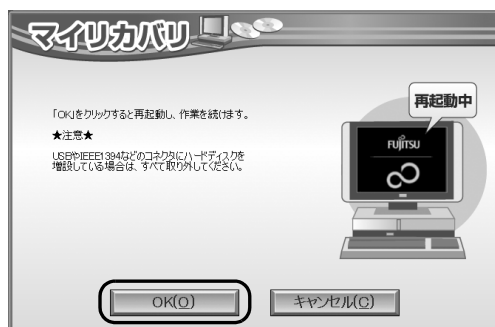 マイリカバリ
「OK」をクリックすると再起動し、作業を続けます。
★注意★
USBやIEEE1394などのコネクタにハードディスクを
増設している場合は、すべて取り外してください。
再起動中
FUJITSU
OK(O)
キャンセル(C)